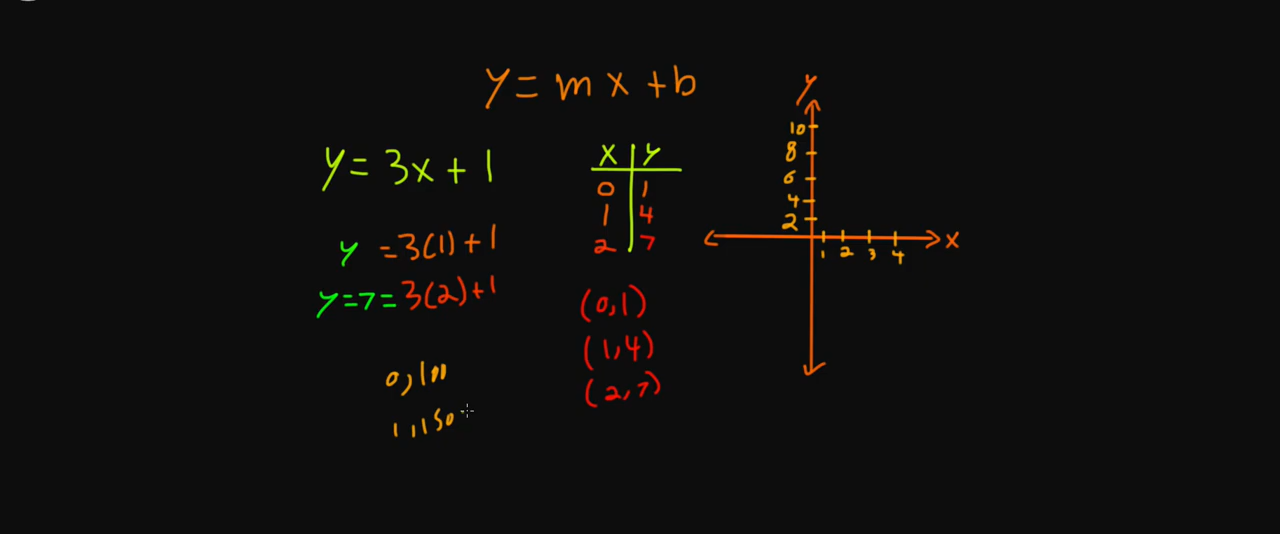 y = mx + b
y = 3x + 1
y = 3(1) + 1
y = 7 = 3(2) + 1
0, 100
1, 150
x y
0 1
1 4
2 7
(0, 1)
(1, 4)
(2, 7)
y
10
8
6
4
2
1 2 3 4
x